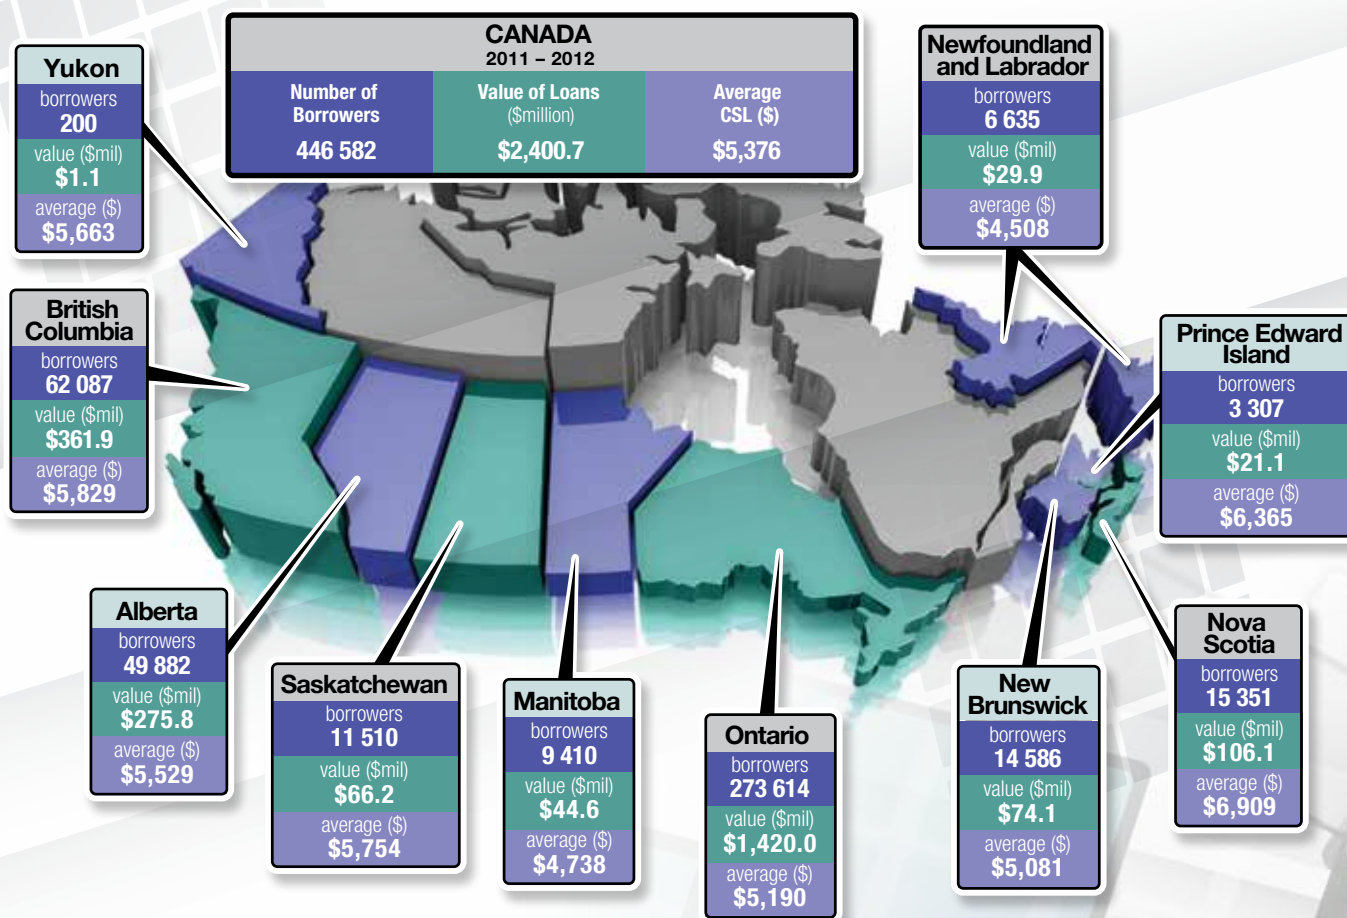 CANADA
2011 – 2012
Number of
Borrowers
446 582
Value of Loans
($million)
$2,400.7
Average
CSL ($)
$5,376
Yukon
borrowers
200
value ($mil)
$1.1
average ($)
$5,663
Newfoundland
and Labrador
borrowers
6 635
value ($mil)
$29.9
average ($)
$4,508
British
Columbia
borrowers
62 087
value ($mil)
$361.9
average ($)
$5,829
Prince Edward
Island
borrowers
3 307
value ($mil)
$21.1
average ($)
$6,365
Alberta
borrowers
49 882
value ($mil)
$275.8
average ($)
$5,529
Saskatchewan
borrowers
11 510
value ($mil)
$66.2
average ($)
$5,754
Manitoba
borrowers
9 410
value ($mil)
$44.6
average ($)
$4,738
Ontario
borrowers
273 614
value ($mil)
$1,420.0
average ($)
$5,190
New
Brunswick
borrowers
14 586
value ($mil)
$74.1
average ($)
$5,081
Nova
Scotia
borrowers
15 351
value ($mil)
$106.1
average ($)
$6,909